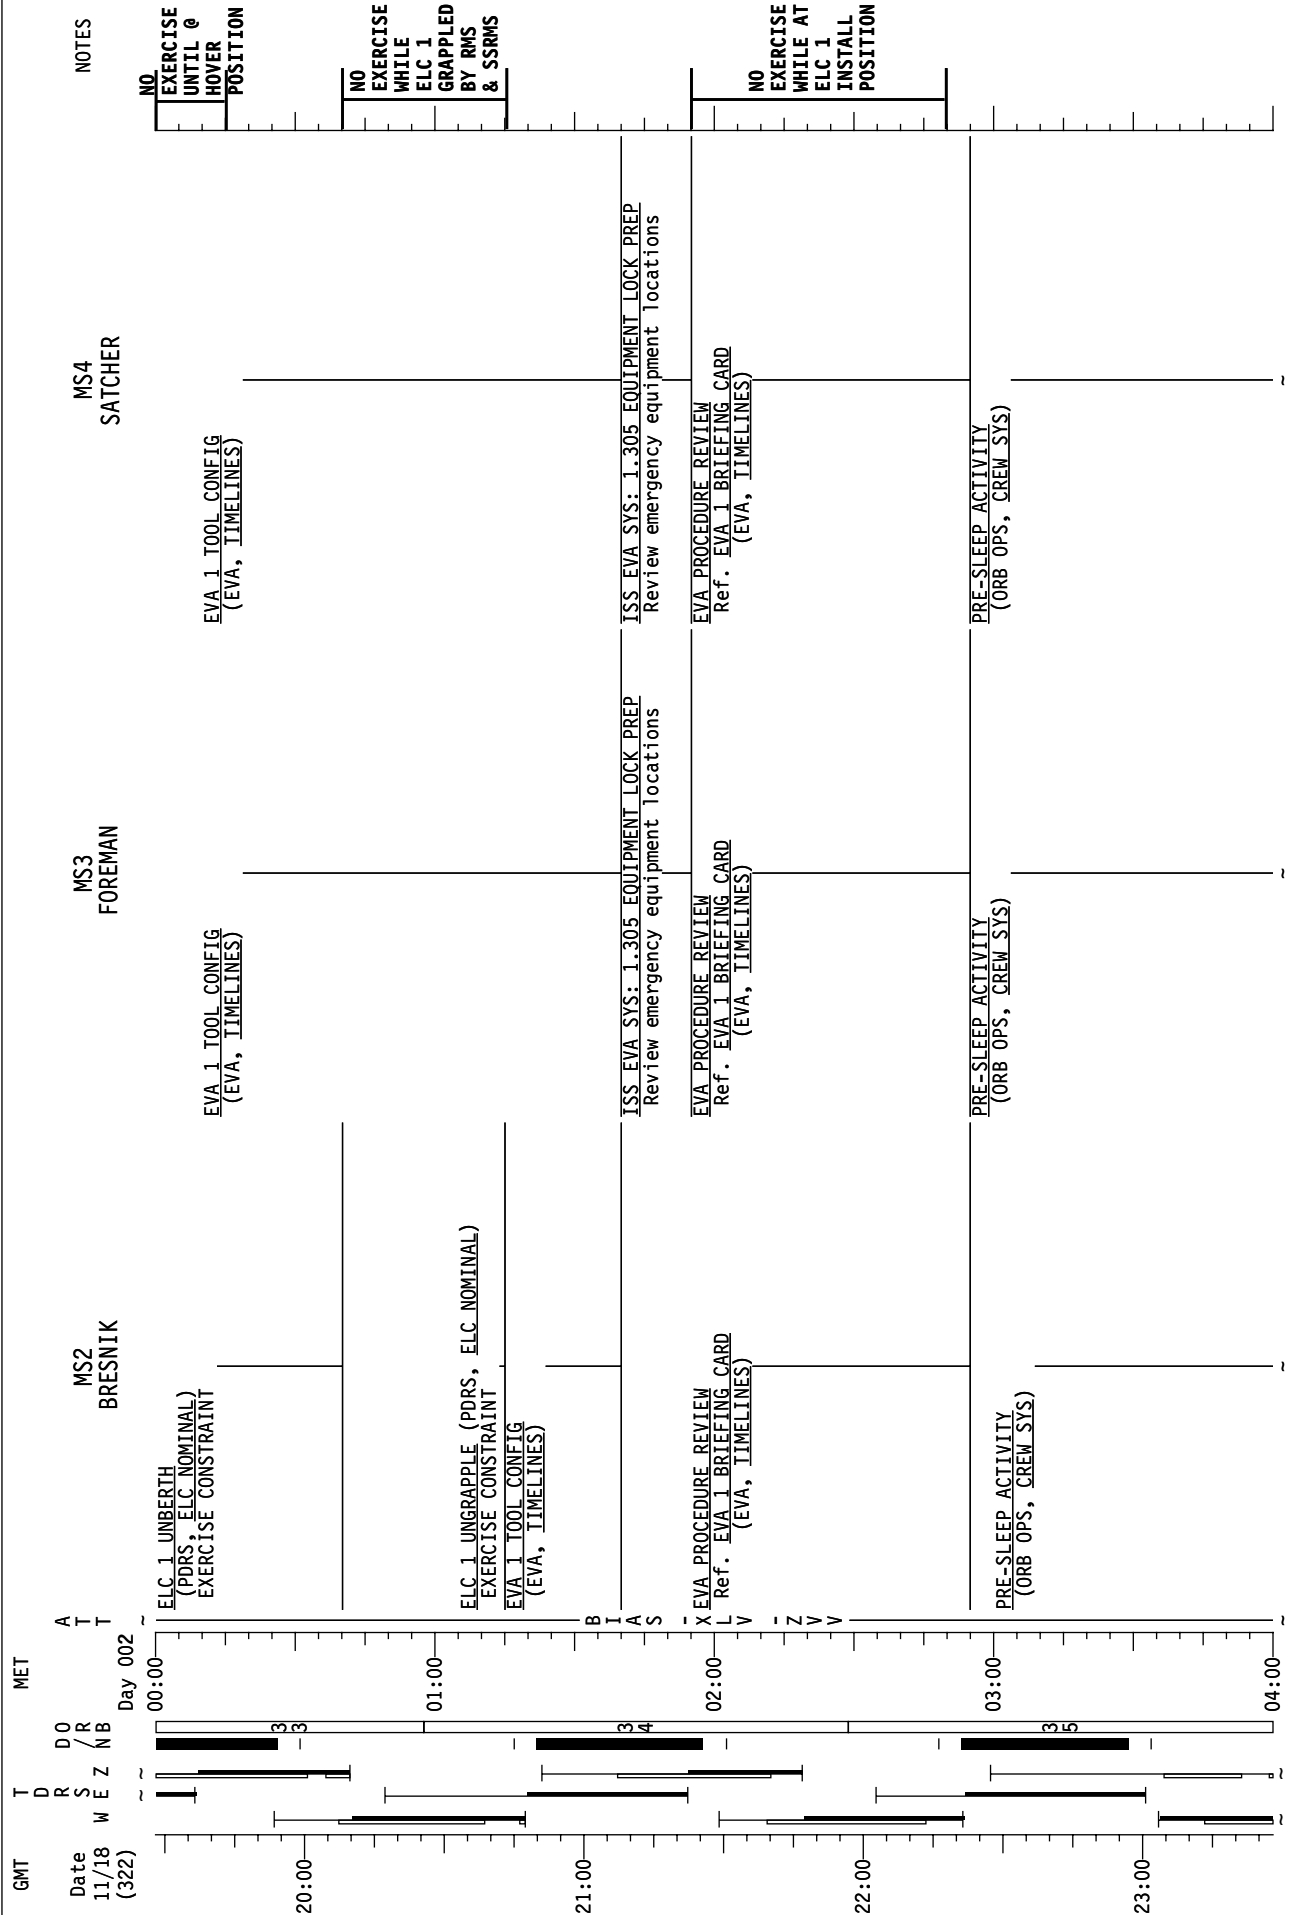 GMT
Date
11/18
(322)
20:00
21:00
22:00
23:00
T
D
R
S
W E Z
D O
/ R
N B
33
34
35
MET
Day 002
00:00
01:00
02:00
03:00
04:00
A
T
T
~
BIAS -XLV -ZVV
~
MS2
BRESNIK
ELC 1 UNBERTH
(PDRS, ELC NOMINAL)
EXERCISE CONSTRAINT
ELC 1 UNGRAPPLE (PDRS, ELC NOMINAL)
EXERCISE CONSTRAINT
EVA 1 TOOL CONFIG
(EVA, TIMELINES)
EVA PROCEDURE REVIEW
Ref. EVA 1 BRIEFING CARD
(EVA, TIMELINES)
PRE-SLEEP ACTIVITY
(ORB OPS, CREW SYS)
~
MS3
FOREMAN
EVA 1 TOOL CONFIG
(EVA, TIMELINES)
ISS EVA SYS: 1.305 EQUIPMENT LOCK PREP
Review emergency equipment locations
EVA PROCEDURE REVIEW
Ref. EVA 1 BRIEFING CARD
(EVA, TIMELINES)
PRE-SLEEP ACTIVITY
(ORB OPS, CREW SYS)
~
MS4
SATCHER
EVA 1 TOOL CONFIG
(EVA, TIMELINES)
ISS EVA SYS: 1.305 EQUIPMENT LOCK PREP
Review emergency equipment locations
EVA PROCEDURE REVIEW
Ref. EVA 1 BRIEFING CARD
(EVA, TIMELINES)
PRE-SLEEP ACTIVITY
(ORB OPS, CREW SYS)
~
NOTES
NO
EXERCISE
UNTIL @
HOVER
POSITION
NO
EXERCISE
WHILE
ELC 1
GRAPPLED
BY RMS
& SSRMS
NO
EXERCISE
WHILE AT
ELC 1
INSTALL
POSITION